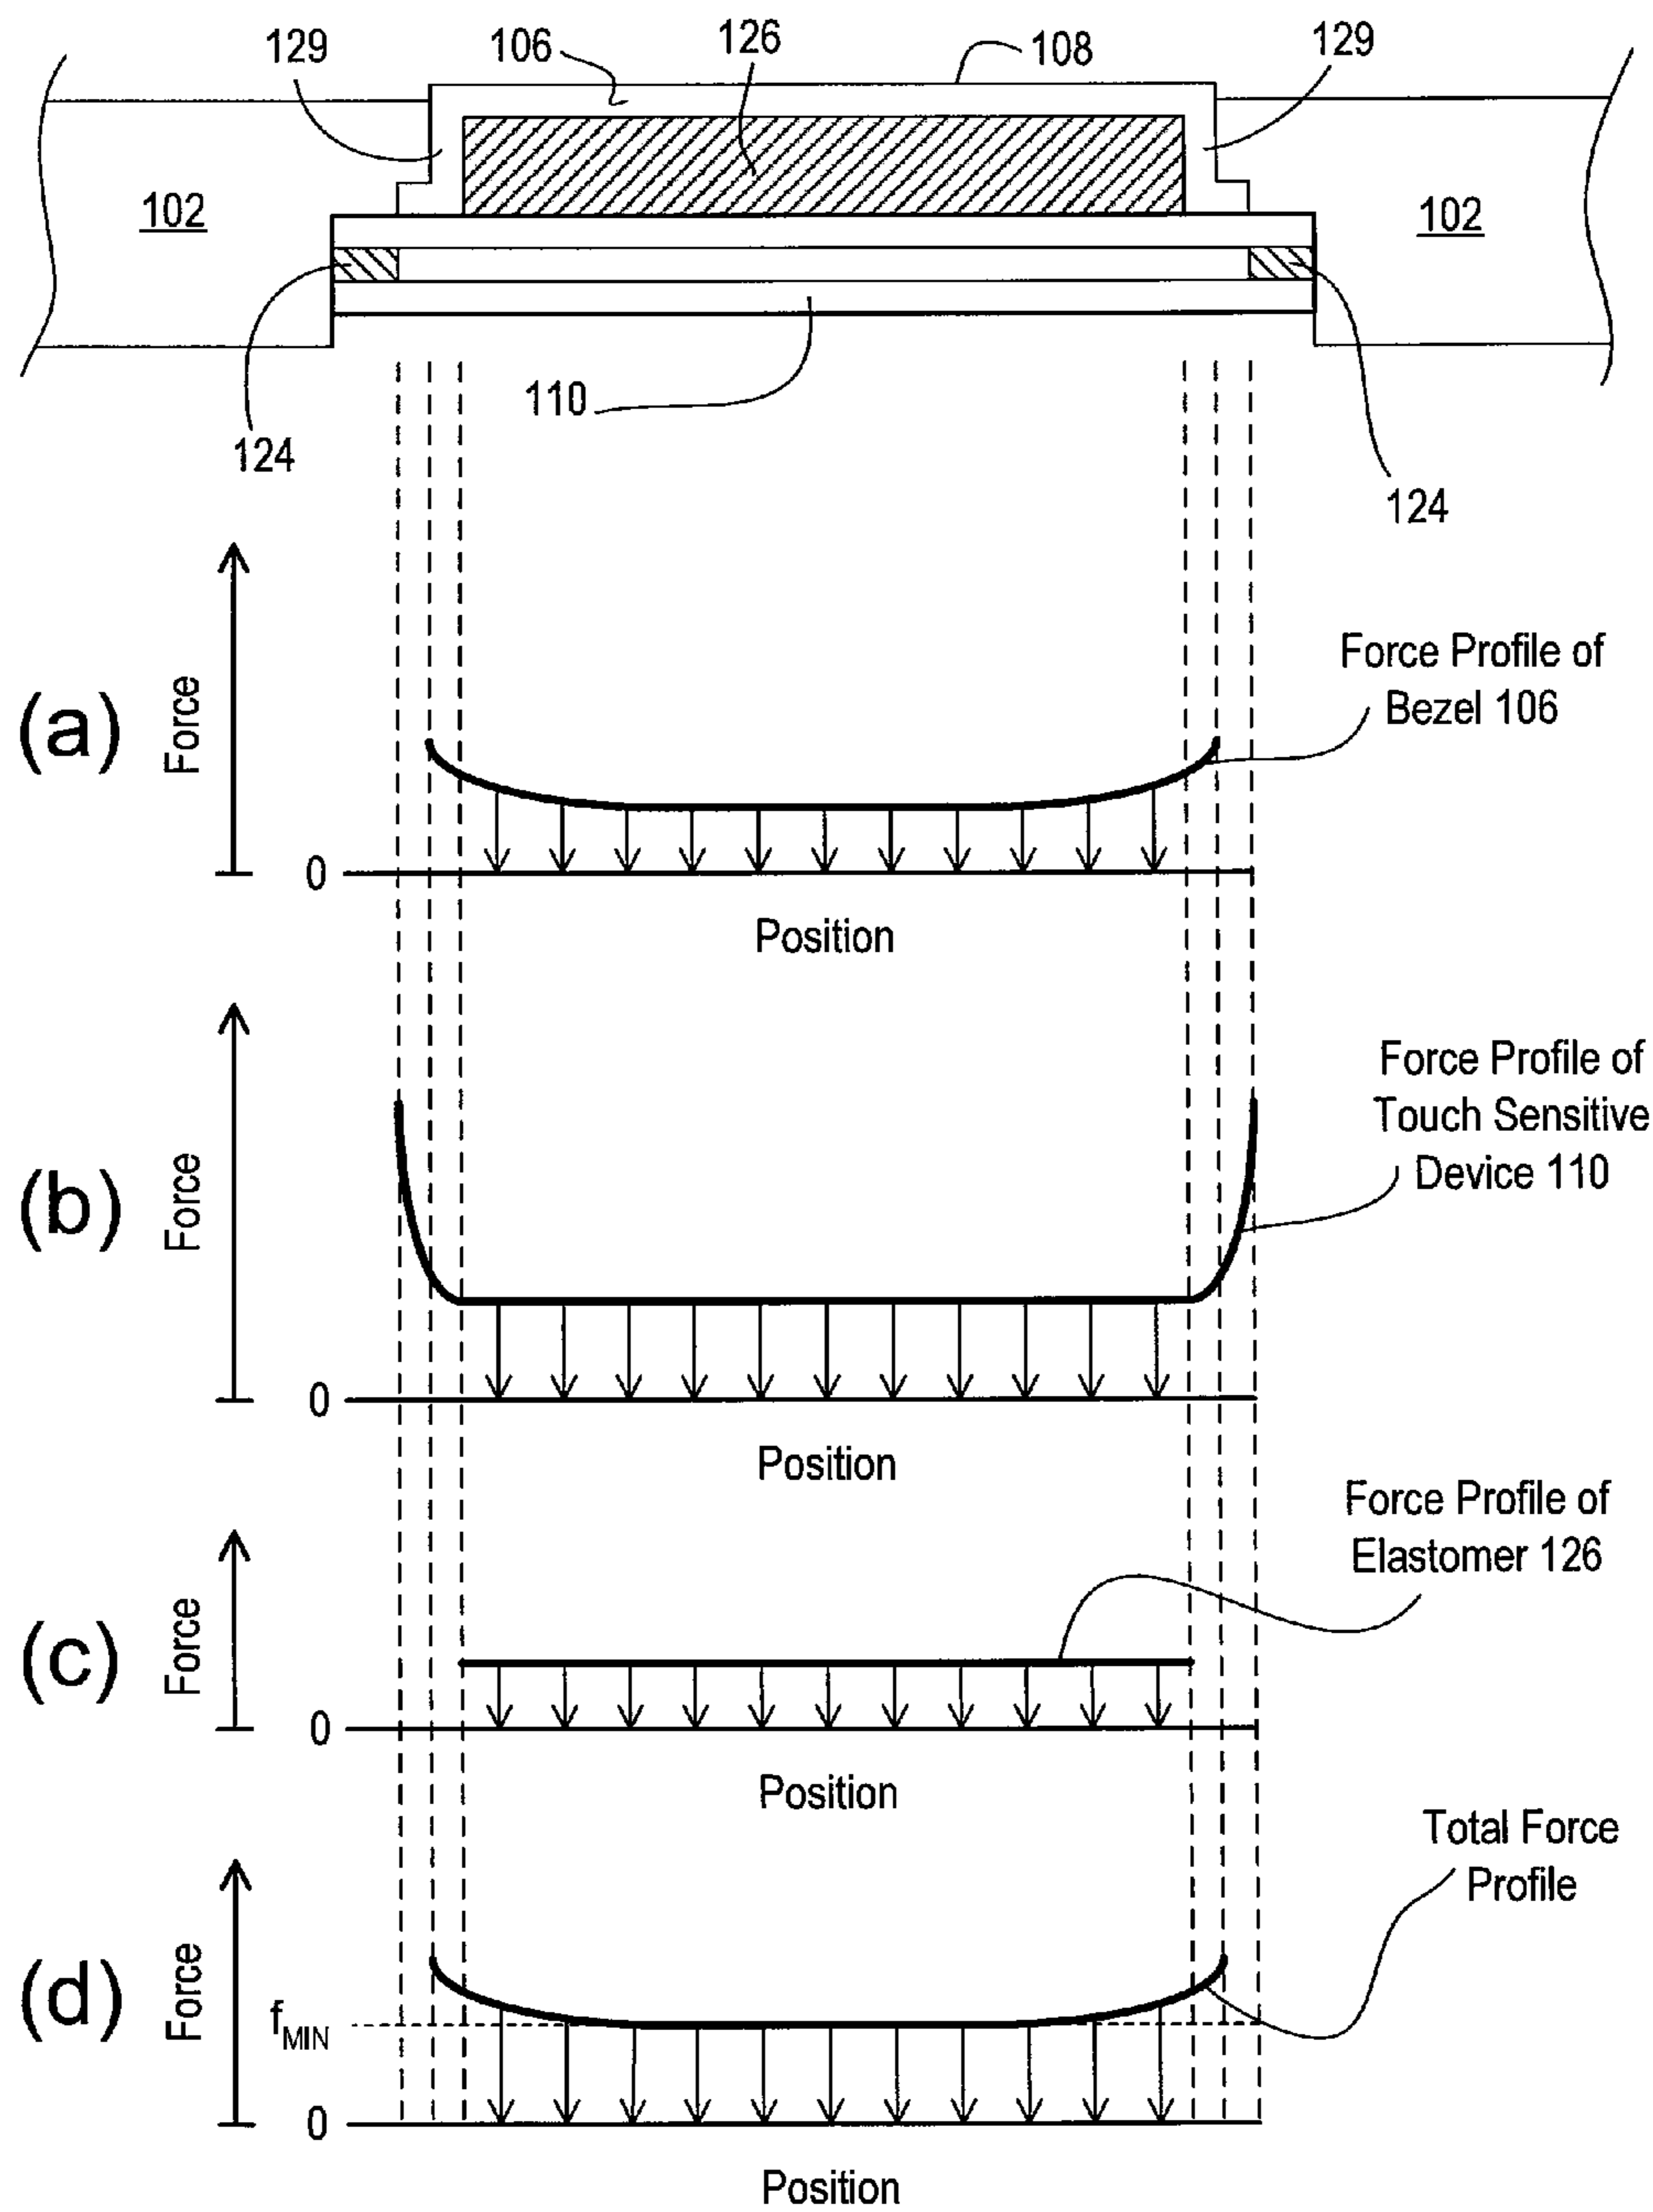 129
106
126
108
129
102
102
110
124
124
(a)
Force
Force Profile of
Bezel 106
0
Position
(b)
Force
Force Profile of
Touch Sensitive
Device 110
0
Position
(c)
Force
Force Profile of
Elastomer 126
0
Position
(d)
Force
Total Force
Profile
fMIN
0
Position